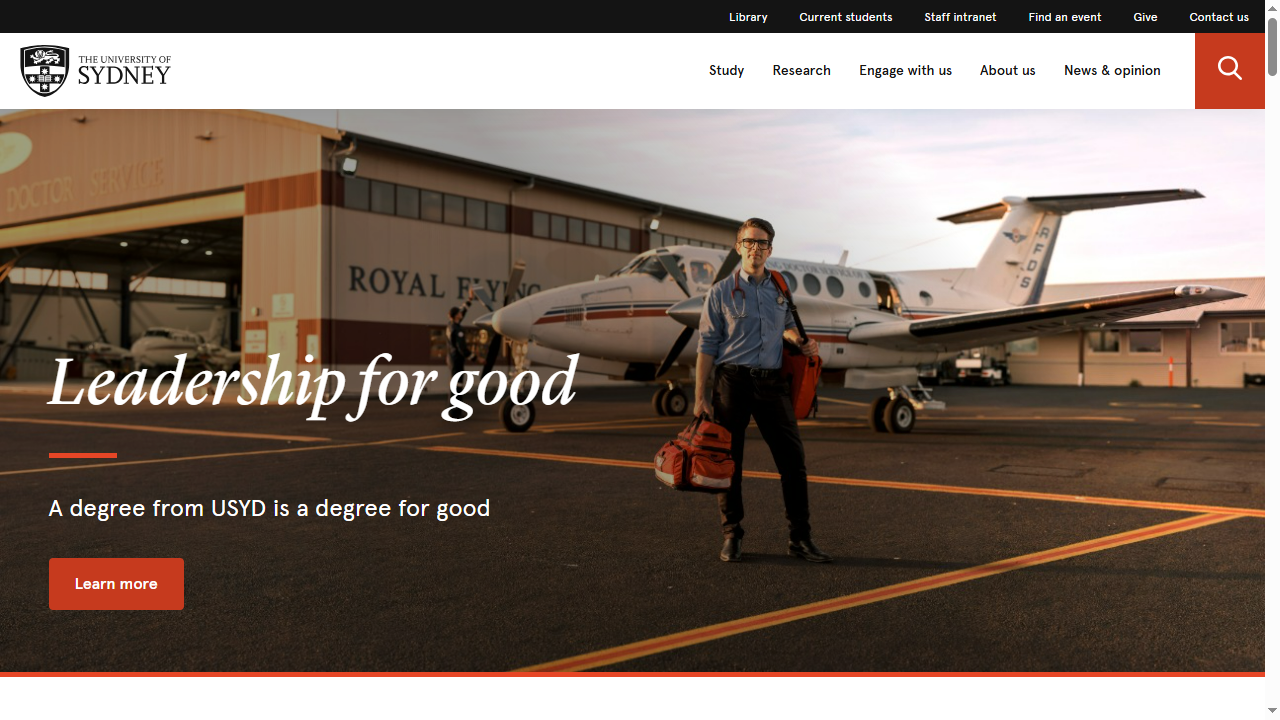 Library Current students Staff intranet Find an event Give Contact us
THE UNIVERSITY OF
SYDNEY
Study Research Engage with us About us News & opinion
DOCTOR SERVICE
ROYAL FLYING
RFDS
Leadership for good
A degree from USYD is a degree for good
Learn more